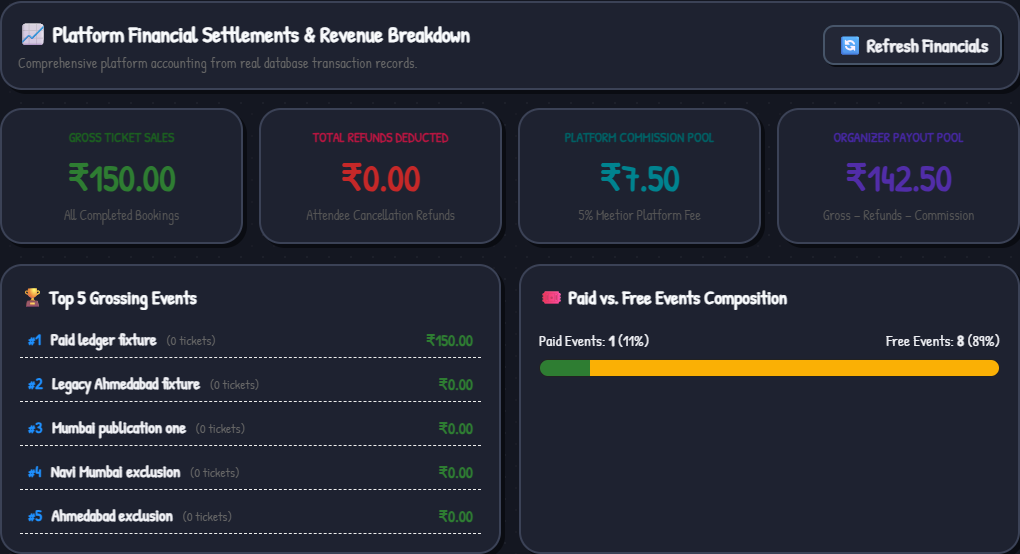 Platform Financial Settlements & Revenue Breakdown
Comprehensive platform accounting from real database transaction records.
Refresh Financials
GROSS TICKET SALES
₹150.00
All Completed Bookings
TOTAL REFUNDS DEDUCTED
₹0.00
Attendee Cancellation Refunds
PLATFORM COMMISSION POOL
₹7.50
5% Meetior Platform Fee
ORGANIZER PAYOUT POOL
₹142.50
Gross – Refunds – Commission
Top 5 Grossing Events
#1 Paid ledger fixture (0 tickets) ₹150.00
#2 Legacy Ahmedabad fixture (0 tickets) ₹0.00
#3 Mumbai publication one (0 tickets) ₹0.00
#4 Navi Mumbai exclusion (0 tickets) ₹0.00
#5 Ahmedabad exclusion (0 tickets) ₹0.00
Paid vs. Free Events Composition
Paid Events: 1 (11%) Free Events: 8 (89%)